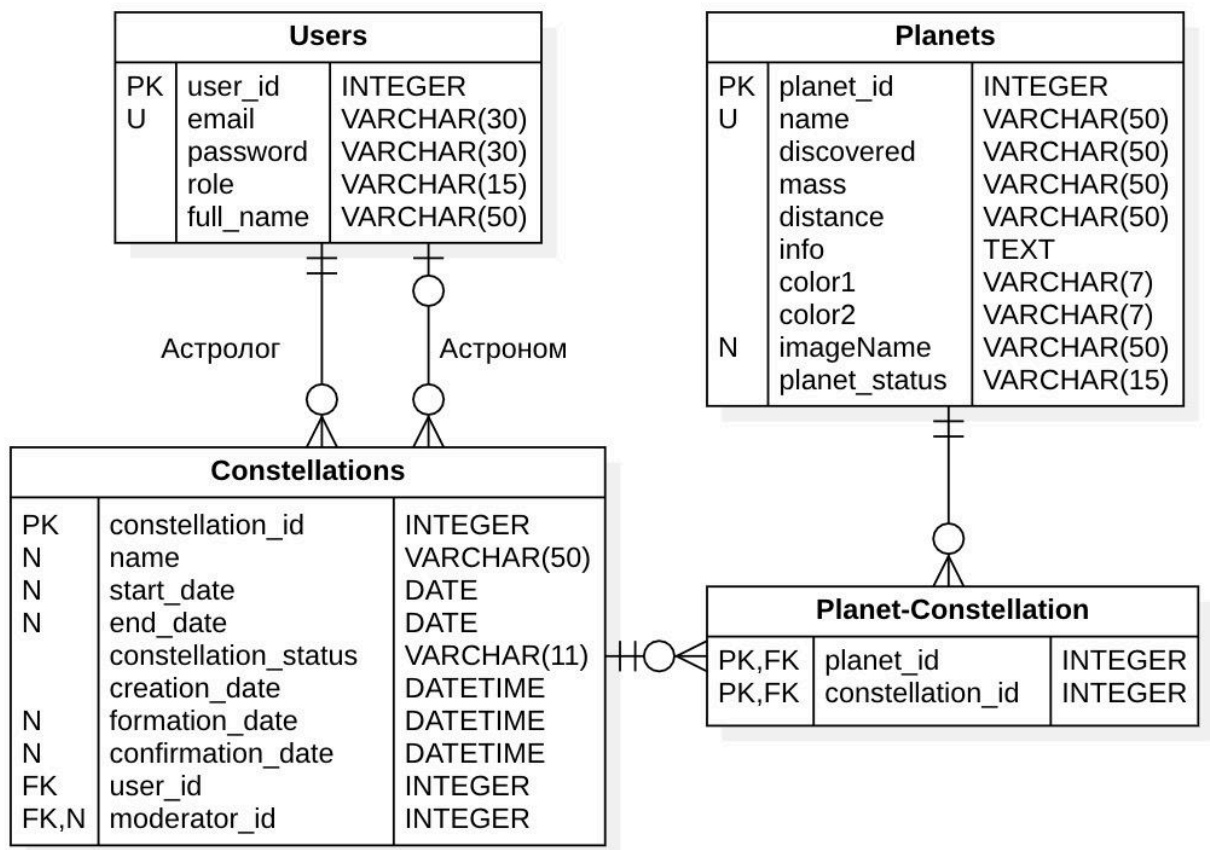 Users
PK user_id INTEGER
U email VARCHAR(30)
password VARCHAR(30)
role VARCHAR(15)
full_name VARCHAR(50)
Planets
PK planet_id INTEGER
U name VARCHAR(50)
discovered VARCHAR(50)
mass VARCHAR(50)
distance VARCHAR(50)
info TEXT
color1 VARCHAR(7)
color2 VARCHAR(7)
N imageName VARCHAR(50)
planet_status VARCHAR(15)
Астролог
Астроном
Constellations
PK constellation_id INTEGER
N name VARCHAR(50)
N start_date DATE
N end_date DATE
constellation_status VARCHAR(11)
creation_date DATETIME
N formation_date DATETIME
N confirmation_date DATETIME
FK user_id INTEGER
FK,N moderator_id INTEGER
Planet-Constellation
PK,FK planet_id INTEGER
PK,FK constellation_id INTEGER